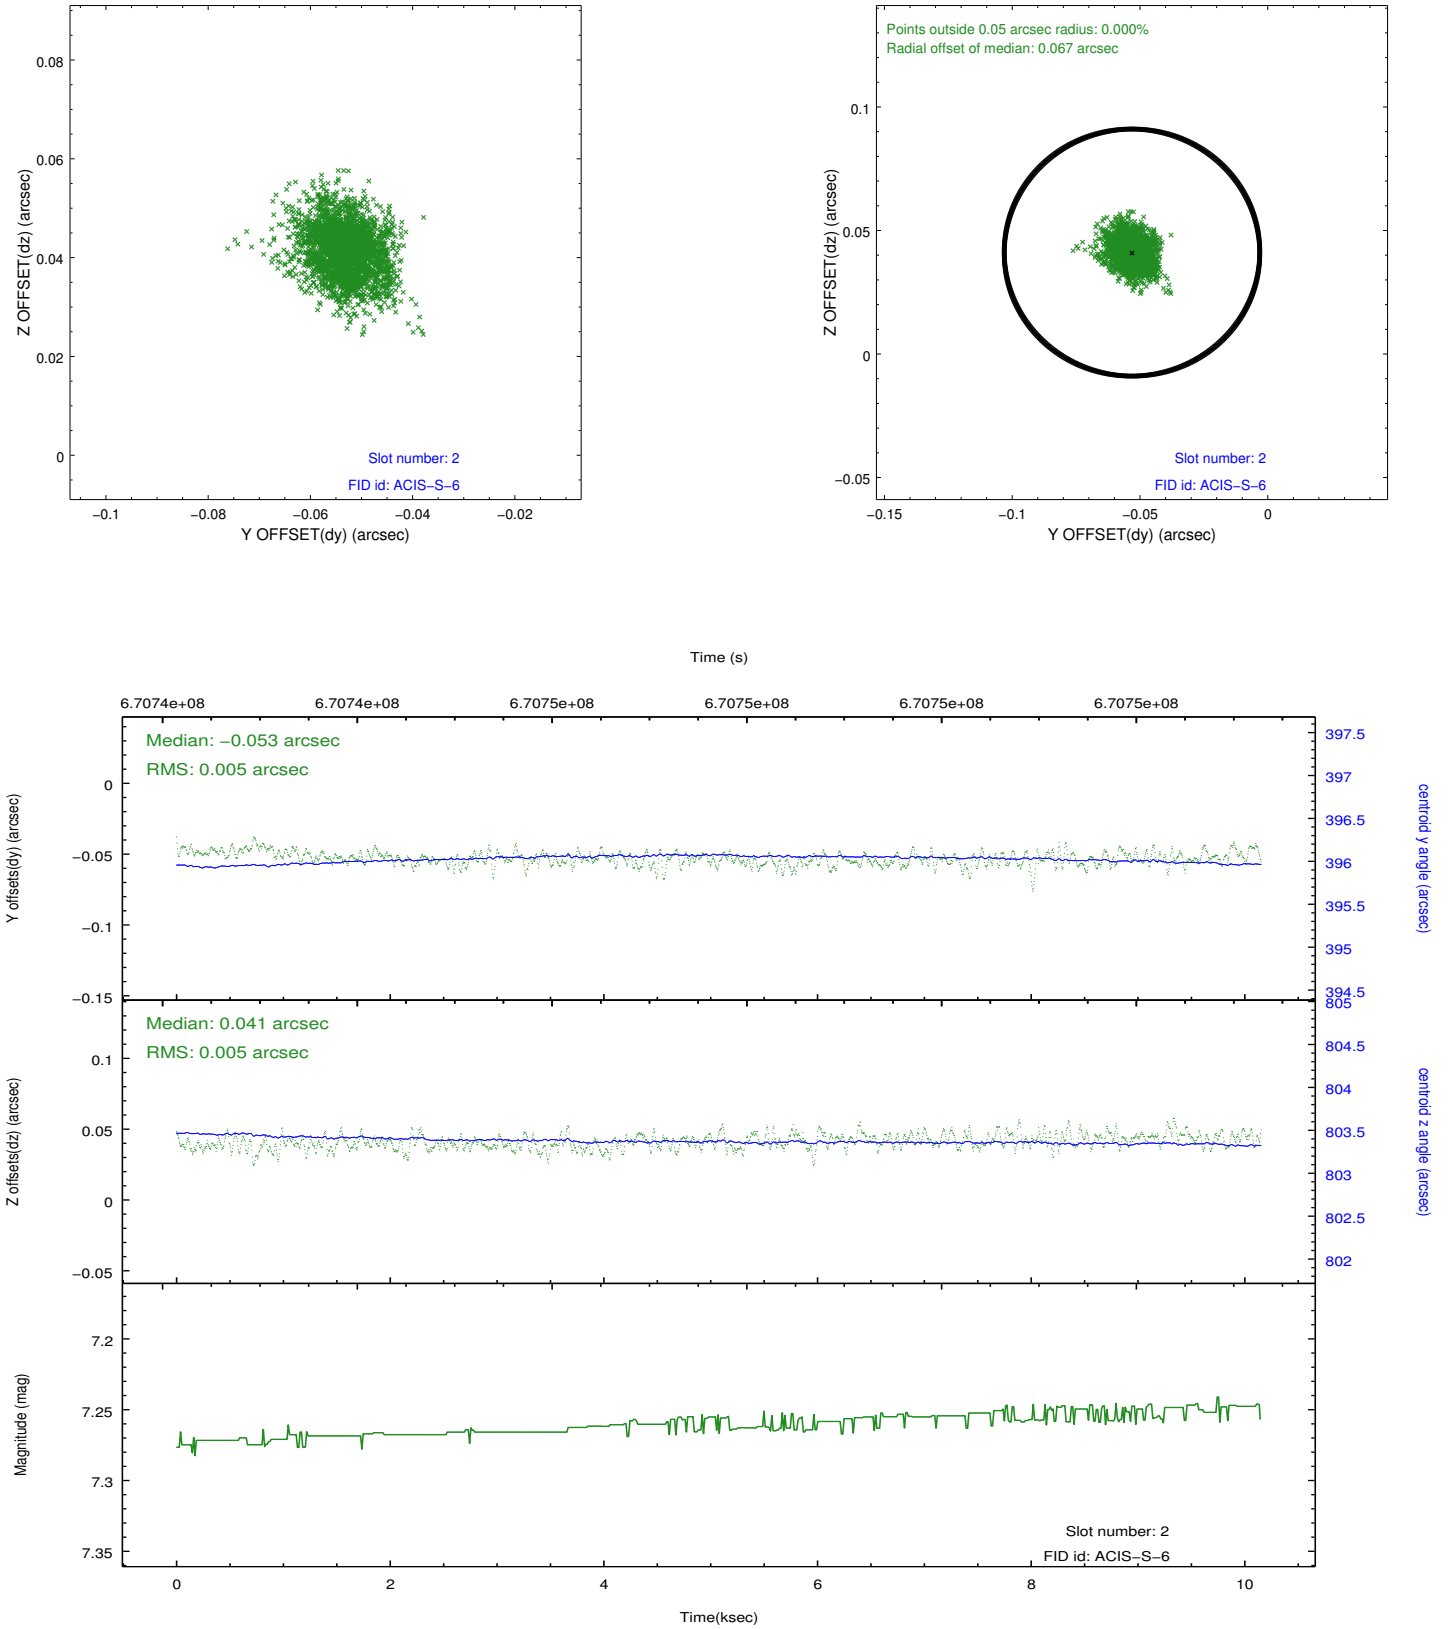 0.08
0.06
0.04
0.02
0
Z OFFSET(dz) (arcsec)
Slot number: 2
FID id: ACIS−S−6
−0.1 −0.08 −0.06 −0.04 −0.02
Y OFFSET(dy) (arcsec)
Points outside 0.05 arcsec radius: 0.000%
Radial offset of median: 0.067 arcsec
0.1
0.05
0
−0.05
Z OFFSET(dz) (arcsec)
Slot number: 2
FID id: ACIS−S−6
−0.15 −0.1 −0.05 0
Y OFFSET(dy) (arcsec)
Time (s)
6.7074e+08 6.7074e+08 6.7075e+08 6.7075e+08 6.7075e+08 6.7075e+08
Median: −0.053 arcsec
RMS: 0.005 arcsec
0
−0.05
−0.1
−0.15
Y offsets(dy) (arcsec)
397.5
397
396.5
396
395.5
395
394.5
centroid y angle (arcsec)
Median: 0.041 arcsec
RMS: 0.005 arcsec
0.1
0.05
0
−0.05
Z offsets(dz) (arcsec)
805
804.5
804
803.5
803
802.5
802
centroid z angle (arcsec)
7.2
7.25
7.3
7.35
Magnitude (mag)
Slot number: 2
FID id: ACIS−S−6
0 2 4 6 8 10
Time(ksec)